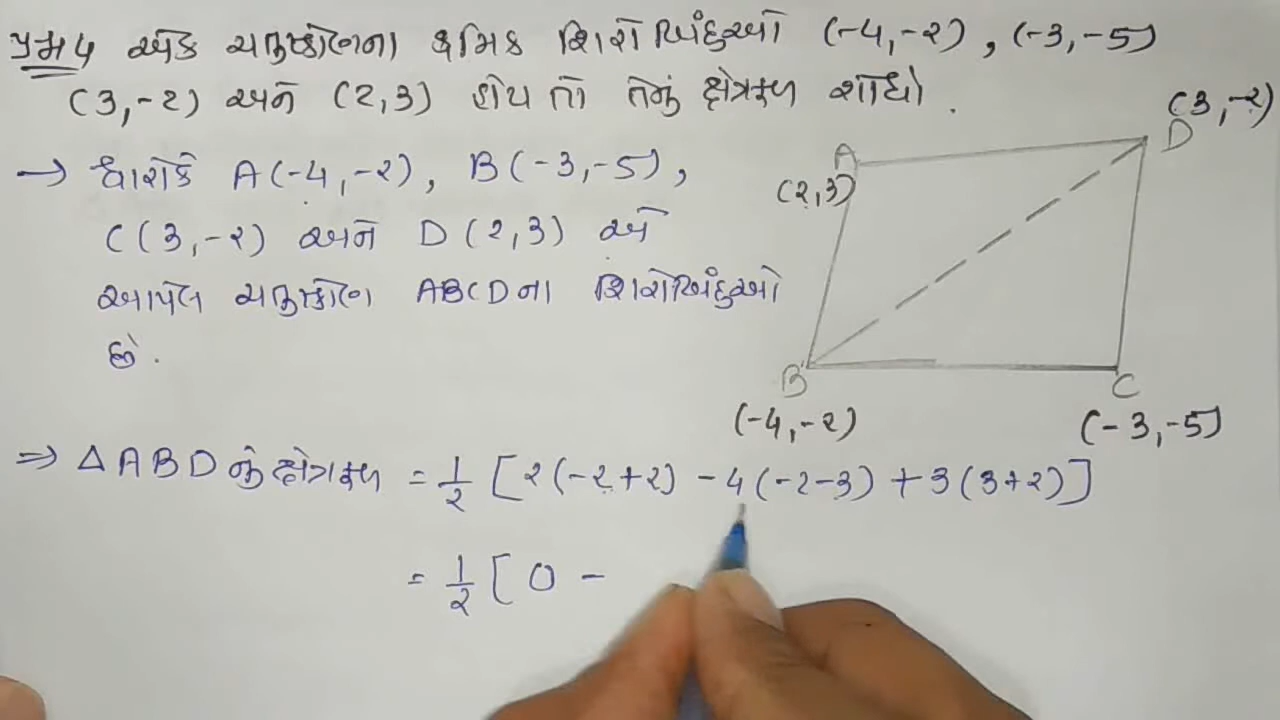 પ્રશ્ન 4 એક ચતુષ્કોણના ક્રમિક શિરોબિંદુઓ (-4,-2), (-3,-5)
(3,-2) અને (2,3) હોય તો તેનું ક્ષેત્રફળ શોધો.
→ ધારોકે A(-4,-2), B(-3,-5),
C(3,-2) અને D(2,3) એ
આપેલ ચતુષ્કોણ ABCDના શિરોબિંદુઓ
છે.
(3,-2)
D
A
(2,3)
B
C
(-4,-2)
(-3,-5)
⇒ △ABDનું ક્ષેત્રફળ = 1/2 [2(-2+2) -4(-2-3) +3(3+2)]
= 1/2 [0 -